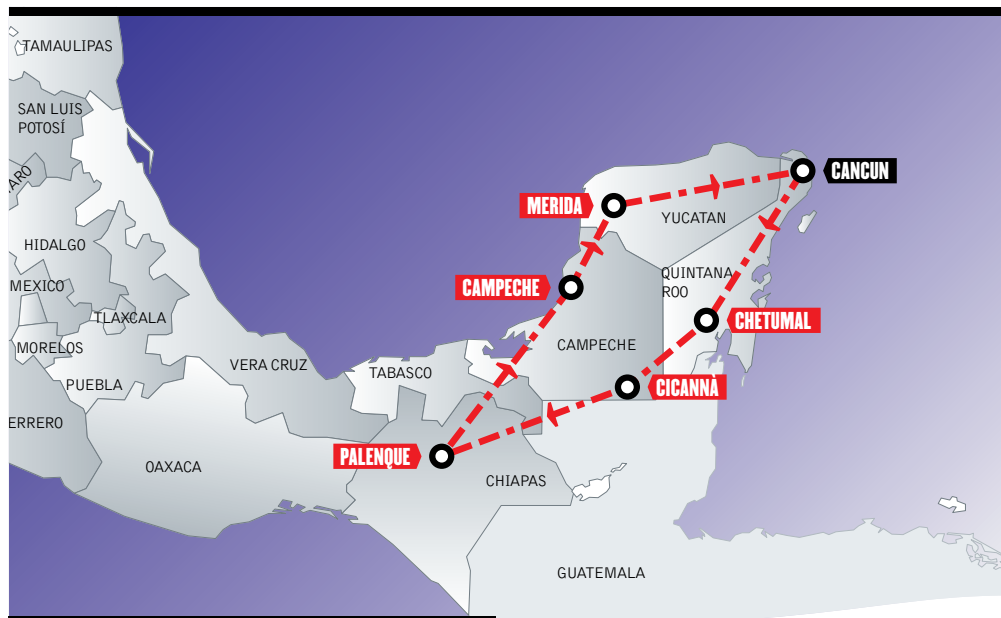 TAMAULIPAS
SAN LUIS
POTOSÍ
ARO
HIDALGO
MEXICO
TLAXCALA
MORELOS
PUEBLA
ERRERO
VERA CRUZ
OAXACA
TABASCO
CHIAPAS
GUATEMALA
CAMPECHE
YUCATAN
QUINTANA
ROO
CANCUN
MERIDA
CAMPECHE
CHETUMAL
CICANNÀ
PALENQUE